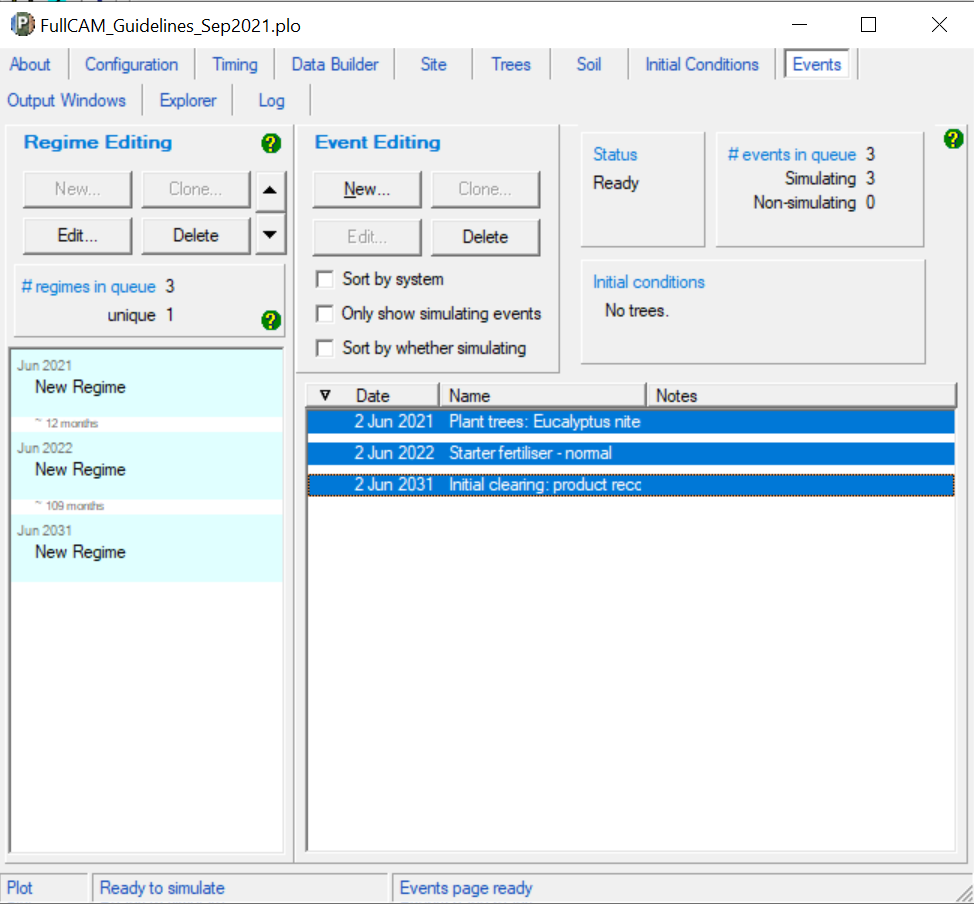 FullCAM_Guidelines_Sep2021.plo
About Configuration Timing Data Builder Site Trees Soil Initial Conditions Events
Output Windows Explorer Log
Regime Editing
New... Clone...
Edit... Delete
# regimes in queue 3
unique 1
Jun 2021
New Regime
~ 12 months
Jun 2022
New Regime
~ 109 months
Jun 2031
New Regime
Event Editing
New... Clone...
Edit... Delete
Sort by system
Only show simulating events
Sort by whether simulating
Status
Ready
# events in queue 3
Simulating 3
Non-simulating 0
Initial conditions
No trees.
Date Name Notes
2 Jun 2021 Plant trees: Eucalyptus nite
2 Jun 2022 Starter fertiliser - normal
2 Jun 2031 Initial clearing: product recc
Plot Ready to simulate Events page ready